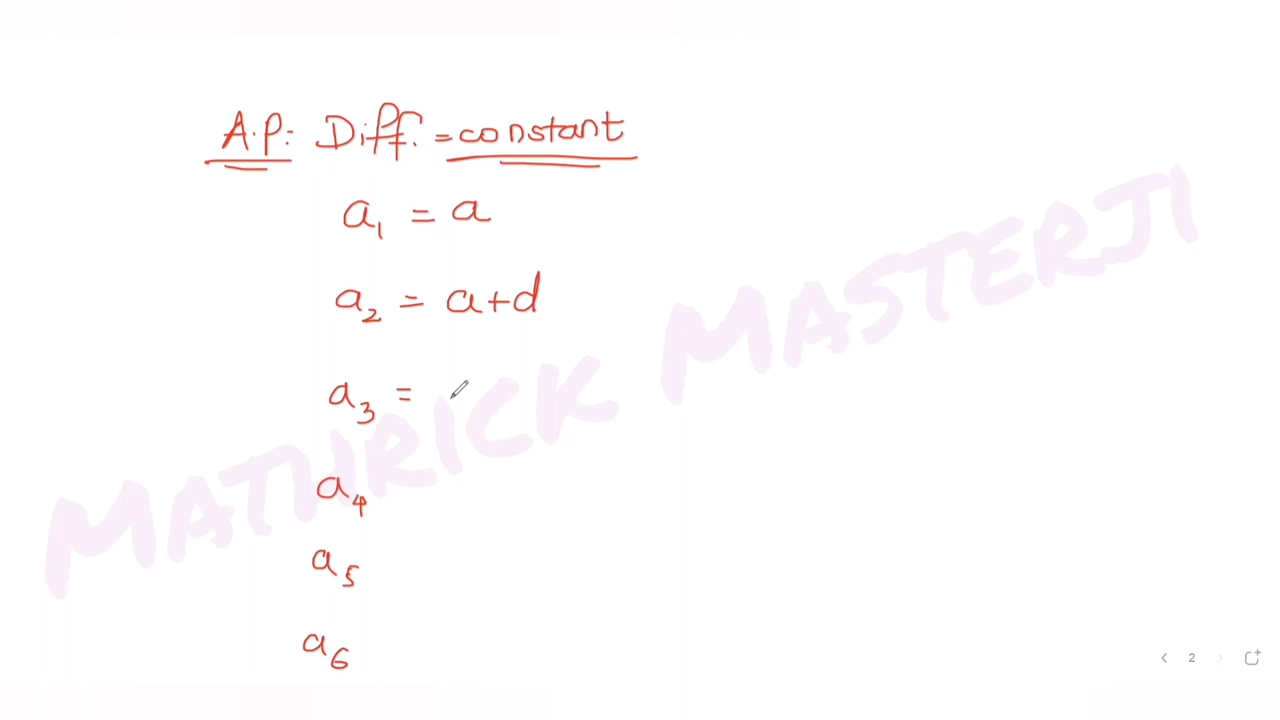 A.P: Diff. = constant
a₁ = a
a₂ = a+d
a₃ =
a₄
a₅
a₆
MATHRICK MASTERJI
< 2 >